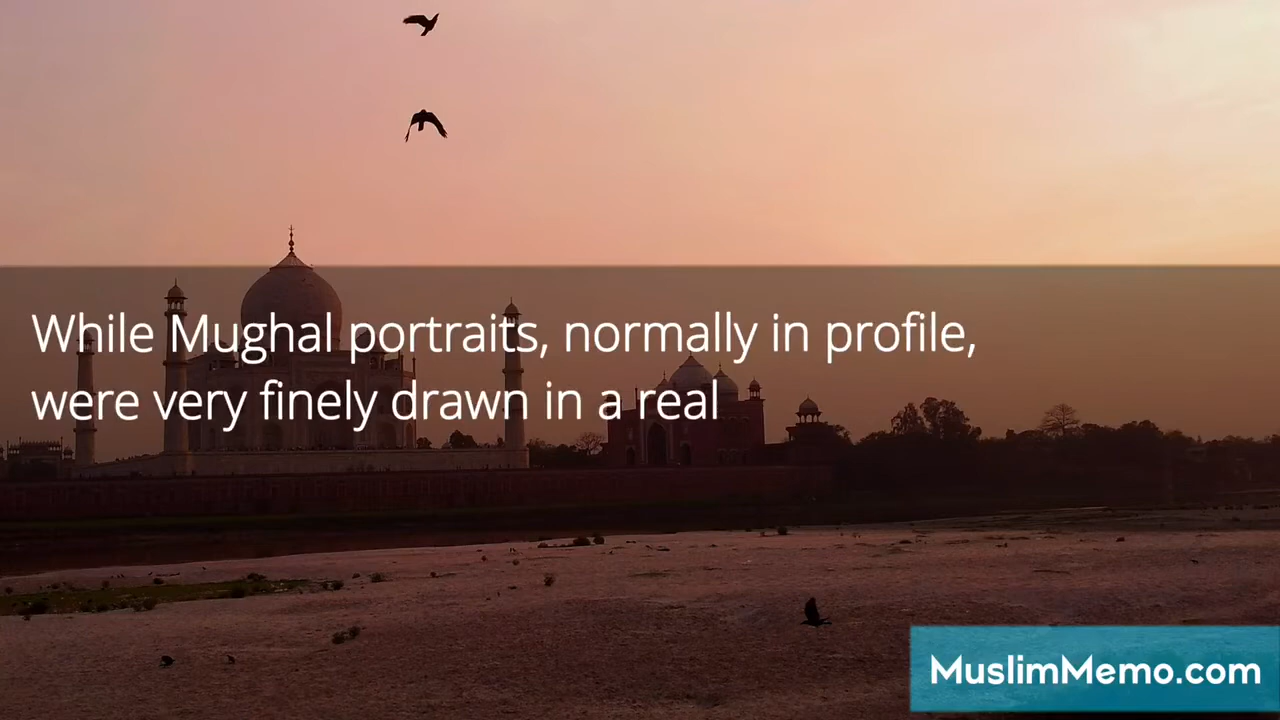 While Mughal portraits, normally in profile,
were very finely drawn in a real
MuslimMemo.com